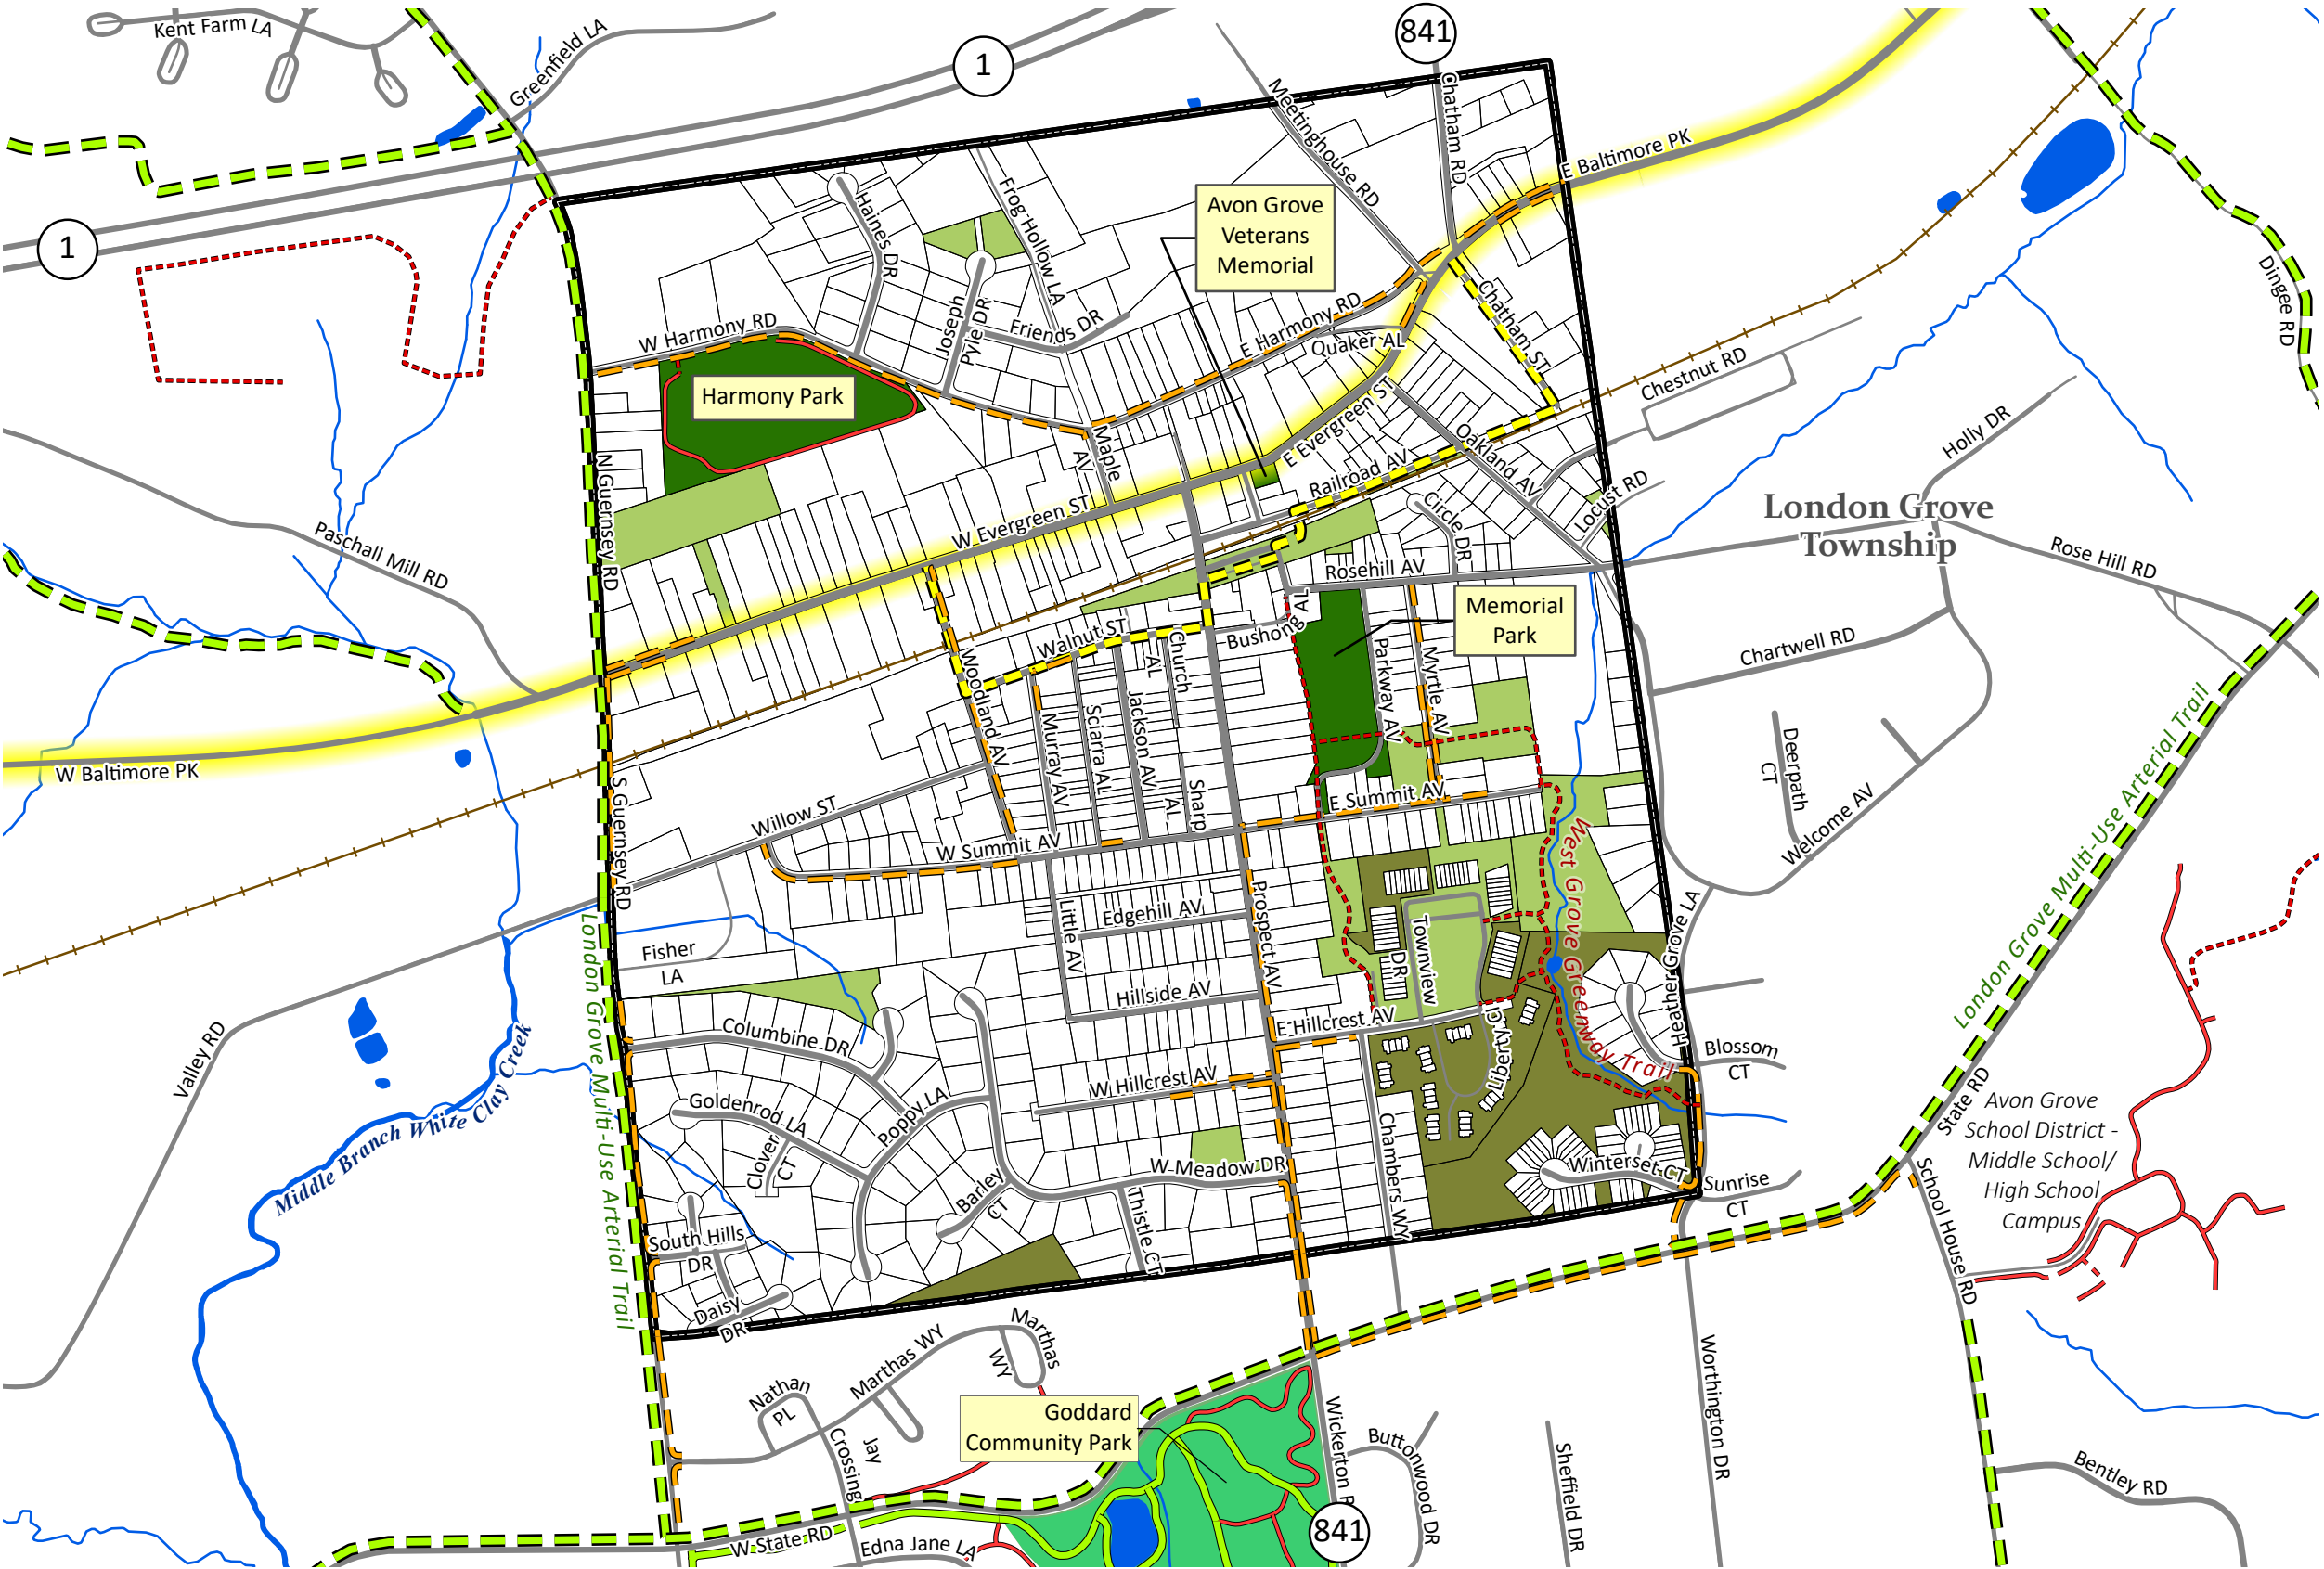 Kent Farm LA
Greenfield LA
1
841
1
Meetinghouse RD
Chatham RD
E Baltimore PK
Avon Grove
Veterans
Memorial
Haines DR
Frog Hollow LA
Dingee RD
Joseph
Pyle DR
Friends DR
W Harmony RD
E Harmony RD
Quaker AL
Chatham ST
Harmony Park
Chestnut RD
Holly DR
Maple
AV
E Evergreen ST
Oakland AV
Railroad AV
N Guernsey RD
W Evergreen ST
Circle DR
Locust RD
London Grove
Township
Paschall Mill RD
Rose Hill RD
Rosehill AV
Memorial
Park
AL
Bushong
Walnut ST
Church
AL
Parkway AV
Myrtle AV
Chartwell RD
Woodland AV
Murray AV
Sciarra AL
Jackson AV
Sharp
AL
W Baltimore PK
S Guernsey RD
Deerpath
CT
Welcome AV
London Grove Multi-Use Arterial Trail
Willow ST
W Summit AV
E Summit AV
West Grove Greenway Trail
Little AV
Edgehill AV
Prospect AV
Townview
DR
Fisher
LA
Hillside AV
E Hillcrest AV
Heather Grove LA
Valley RD
Middle Branch White Clay Creek
London Grove Multi-Use Arterial Trail
Columbine DR
Liberty CT
Blossom
CT
W Hillcrest AV
Goldenrod LA
Poppy LA
Clover
CT
Chambers WY
State RD
Avon Grove
School District -
Middle School/
High School
Campus
W Meadow DR
Winterset CT
Sunrise
CT
Barley
CT
Thistle CT
School House RD
South Hills
DR
Daisy
DR
Marthas WY
Marthas
WY
Nathan
PL
Worthington DR
Goddard
Community Park
Jay
Crossing
Wickerton
Buttonwood DR
Sheffield DR
Bentley RD
841
W State RD
Edna Jane LA